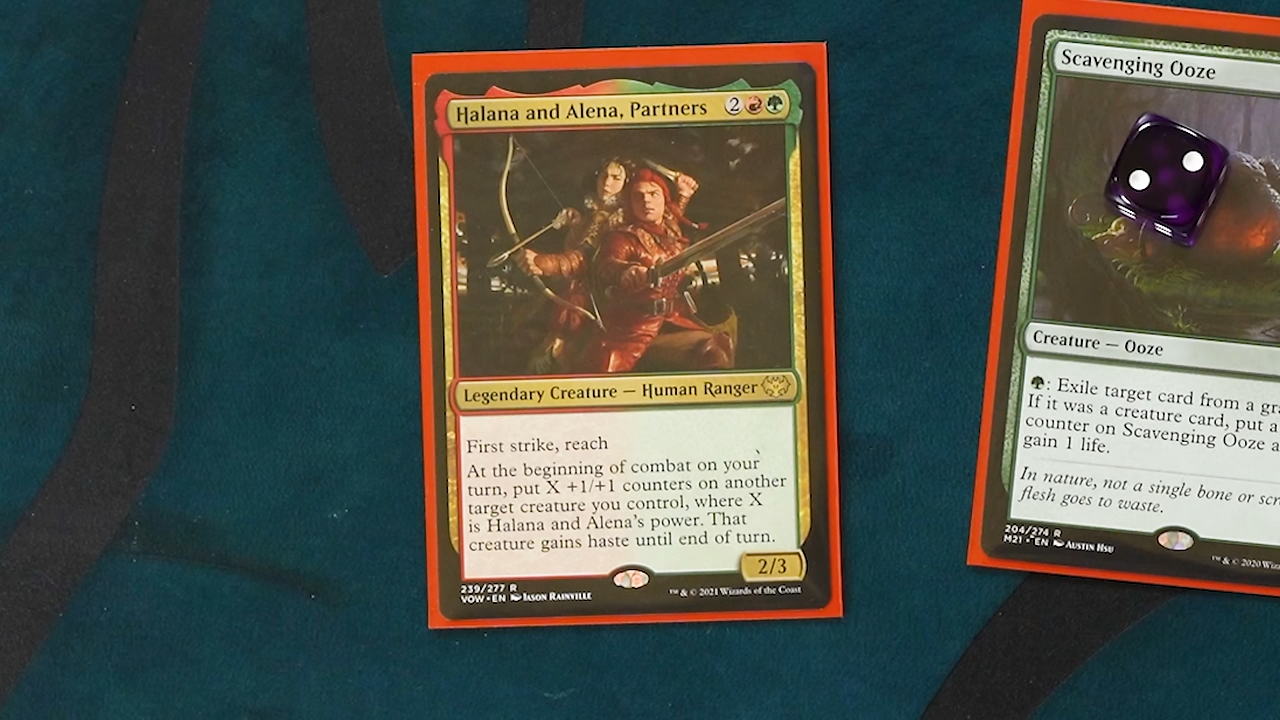 Halana and Alena, Partners 2
Legendary Creature — Human Ranger
First strike, reach
At the beginning of combat on your
turn, put X +1/+1 counters on another
target creature you control, where X
is Halana and Alena's power. That
creature gains haste until end of turn.
2/3
239/277 R
VOW • EN Jason Rainville
™ & © 2021 Wizards of the Coast
Scavenging Ooze
Creature — Ooze
: Exile target card from a
If it was a creature card, put a
counter on Scavenging Ooze
gain 1 life.
In nature, not a single bone or
flesh goes to waste.
204/274 R
M21 • EN Austin Hsu
™ & © 2020